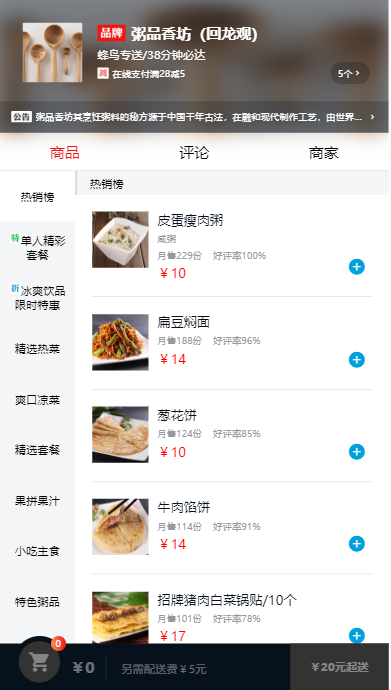 品牌 粥品香坊（回龙观）
蜂鸟专送/38分钟必达
减 在线支付满28减5
5个 >
公告 粥品香坊其烹饪粥料的秘方源于中国千年古法，在融和现代制作工艺，由世界... >
商品 评论 商家
热销榜
特 单人精彩
套餐
折 冰爽饮品
限时特惠
精选热菜
爽口凉菜
精选套餐
果拼果汁
小吃主食
特色粥品
热销榜
皮蛋瘦肉粥
咸粥
月售229份 好评率100%
￥10
扁豆焖面
月售188份 好评率96%
￥14
葱花饼
月售124份 好评率85%
￥10
牛肉馅饼
月售114份 好评率91%
￥14
招牌猪肉白菜锅贴/10个
月售101份 好评率78%
￥17
0
￥0 另需配送费￥5元 ￥20元起送